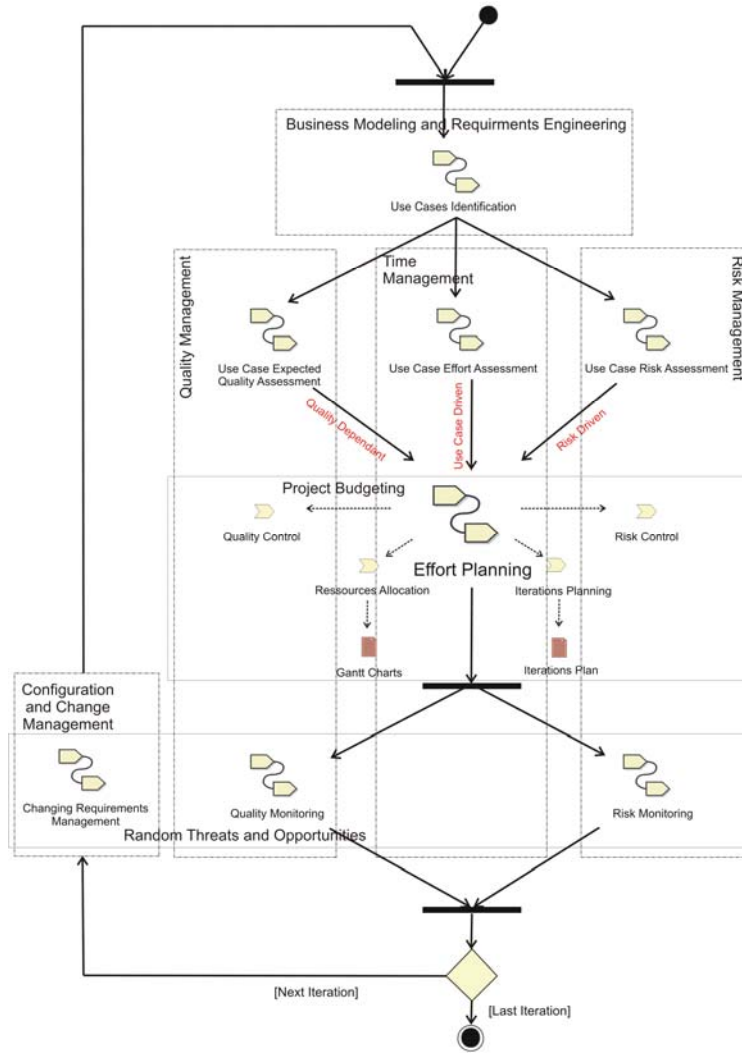 Business Modeling and Requirments Engineering
Use Cases Identification
Quality Management
Time
Management
Risk Management
Use Case Expected
Quality Assessment
Use Case Effort Assessment
Use Case Risk Assessment
Quality Dependant
Use Case Driven
Risk Driven
Project Budgeting
Quality Control
Risk Control
Effort Planning
Ressources Allocation
Iterations Planning
Gantt Charts
Iterations Plan
Configuration
and Change
Management
Changing Requirements
Management
Quality Monitoring
Risk Monitoring
Random Threats and Opportunities
[Next Iteration]
[Last Iteration]